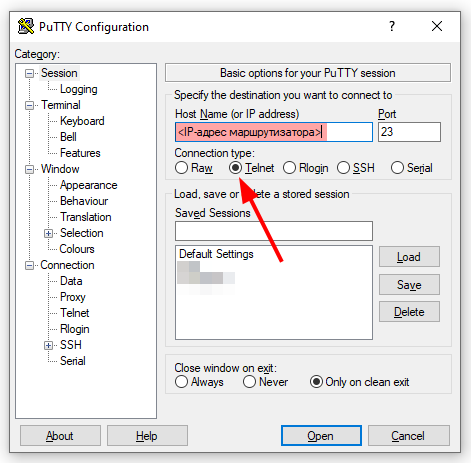 PuTTY Configuration
Category:
Session
Logging
Terminal
Keyboard
Bell
Features
Window
Appearance
Behaviour
Translation
Selection
Colours
Connection
Data
Proxy
Telnet
Rlogin
SSH
Serial
Basic options for your PuTTY session
Specify the destination you want to connect to
Host Name (or IP address) Port
<IP-адрес маршрутизатора> 23
Connection type:
Raw Telnet Rlogin SSH Serial
Load, save or delete a stored session
Saved Sessions
Default Settings
Load
Save
Delete
Close window on exit:
Always Never Only on clean exit
About Help Open Cancel